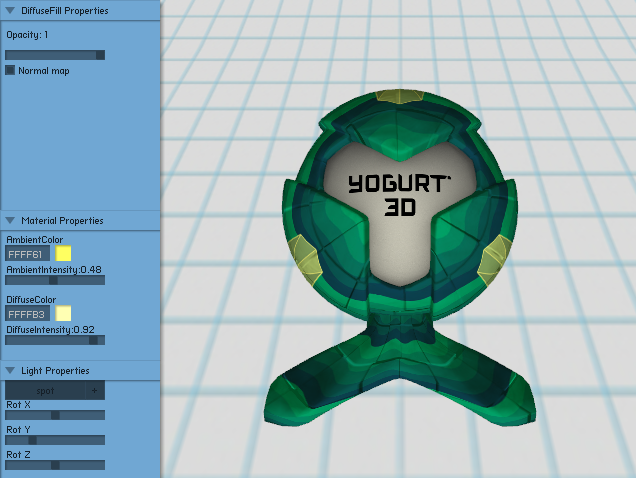 DiffuseFill Properties
Opacity: 1
Normal map
Material Properties
AmbientColor
FFFF61
AmbientIntensity:0.48
DiffuseColor
FFFFB3
DiffuseIntensity:0.92
Light Properties
spot +
Rot X
Rot Y
Rot Z
YOGURT
3D